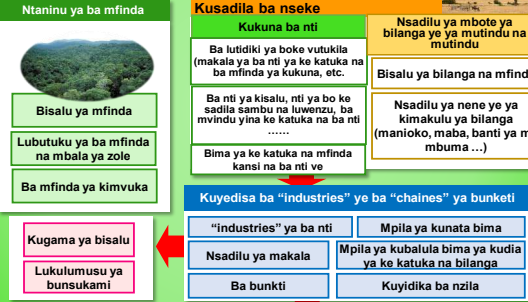 Ntaninu ya ba mfinda
Bisalu ya mfinda
Lubutuku ya ba mfinda
na mbala ya zole
Ba mfinda ya kimvuka
Kusadila ba nseke
Kukuna ba nti
Ba lutidiki ya boke vutukila
(makala ya ba nti ya ke katuka na
ba mfinda ya kukuna, etc.
Ba nti ya kisalu, nti ya bo ke
sadila sambu na luwenzu, ba
mvindu yina ke katuka na ba nti
……
Bima ya ke katuka na mfinda
kansi na ba nti ve
Nsadilu ya mbote ya
bilanga ye ya mutindu na
mutindu
Bisalu ya bilanga na mfind
Nsadilu ya nene ye ya
kimakulu ya bilanga
(manioko, maba, banti ya m
mbuma …)
Kuyedisa ba “industries” ye ba “chaines” ya bunketi
“industries” ya ba nti
Mpila ya kunata bima
Nsadilu ya makala
Mpila ya kubalula bima ya kudia
ya ke katuka na bilanga
Ba bunkti
Kuyidika ba nzila
Kugama ya bisalu
Lukulumusu ya
bunsukami